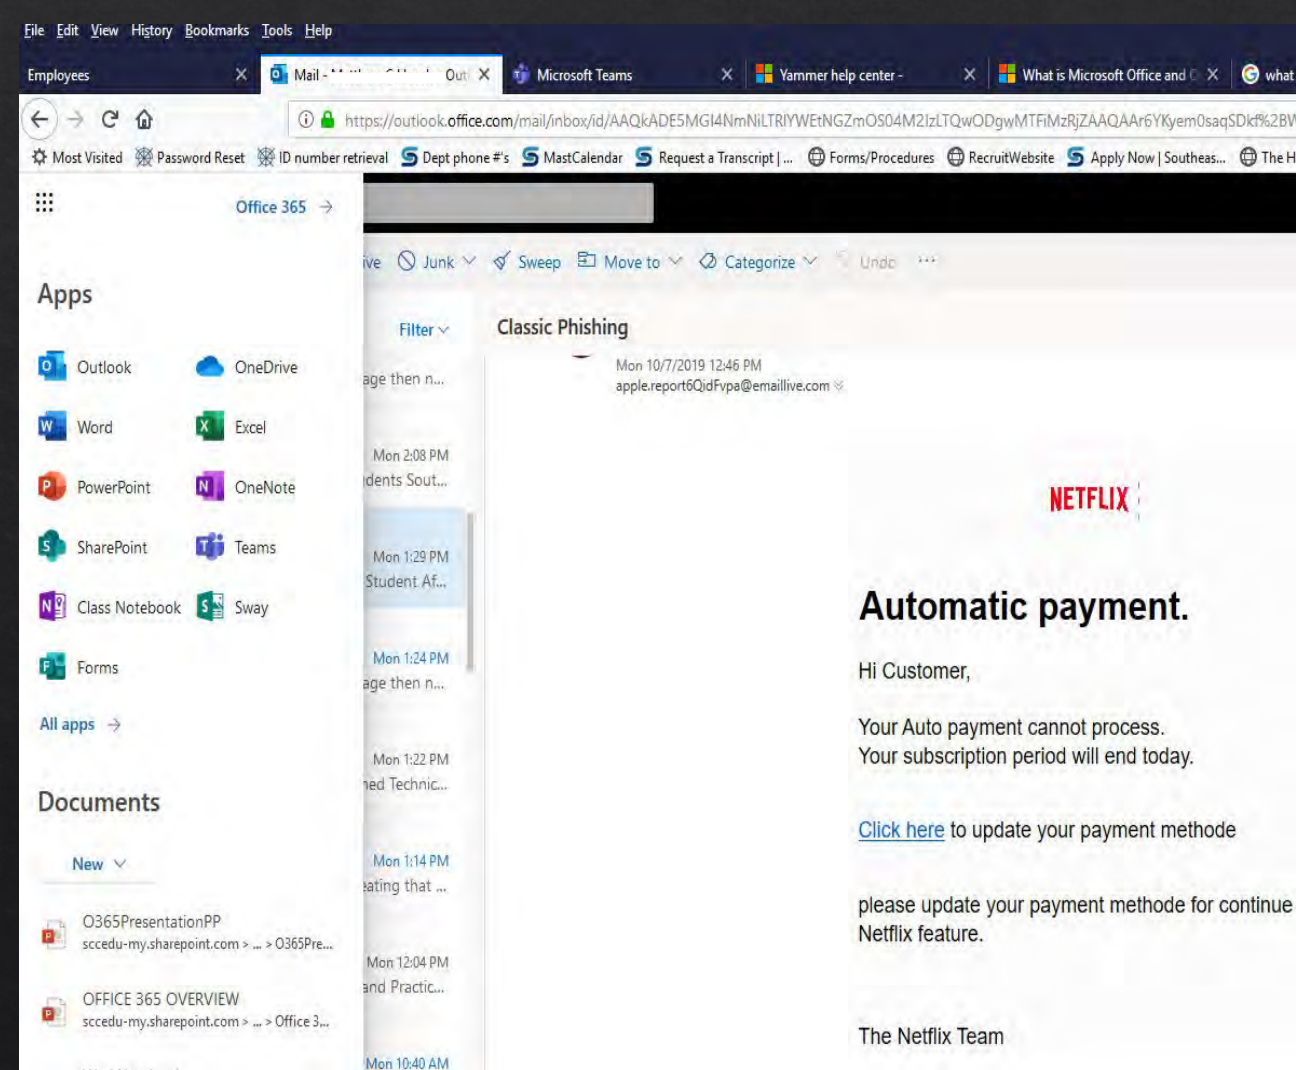 File Edit View History Bookmarks Tools Help
Employees
Mail -
Out
Microsoft Teams
Yammer help center -
What is Microsoft Office and
what
https://outlook.office.com/mail/inbox/id/
Most Visited Password Reset ID number retrieval Dept phone #'s MastCalendar Request a Transcript | ... Forms/Procedures RecruitWebsite Apply Now | Southeas... The H
Office 365
ive Junk Sweep Move to Categorize Undo ...
Apps
Outlook OneDrive
Word Excel
PowerPoint OneNote
SharePoint Teams
Class Notebook Sway
Forms
All apps
Documents
New
O365PresentationPP
sccedu-my.sharepoint.com > ... > O365Pre...
OFFICE 365 OVERVIEW
sccedu-my.sharepoint.com > ... > Office 3...
Filter
age then n...
Mon 2:08 PM
dents Sout...
Mon 1:29 PM
Student Af...
Mon 1:24 PM
age then n...
Mon 1:22 PM
ned Technic...
Mon 1:14 PM
eating that ...
Mon 12:04 PM
and Practic...
Mon 10:40 AM
Classic Phishing
Mon 10/7/2019 12:46 PM
apple.report6QidFvpa@emaillive.com
NETFLIX
Automatic payment.
Hi Customer,
Your Auto payment cannot process.
Your subscription period will end today.
Click here to update your payment methode
please update your payment methode for continue
Netflix feature.
The Netflix Team